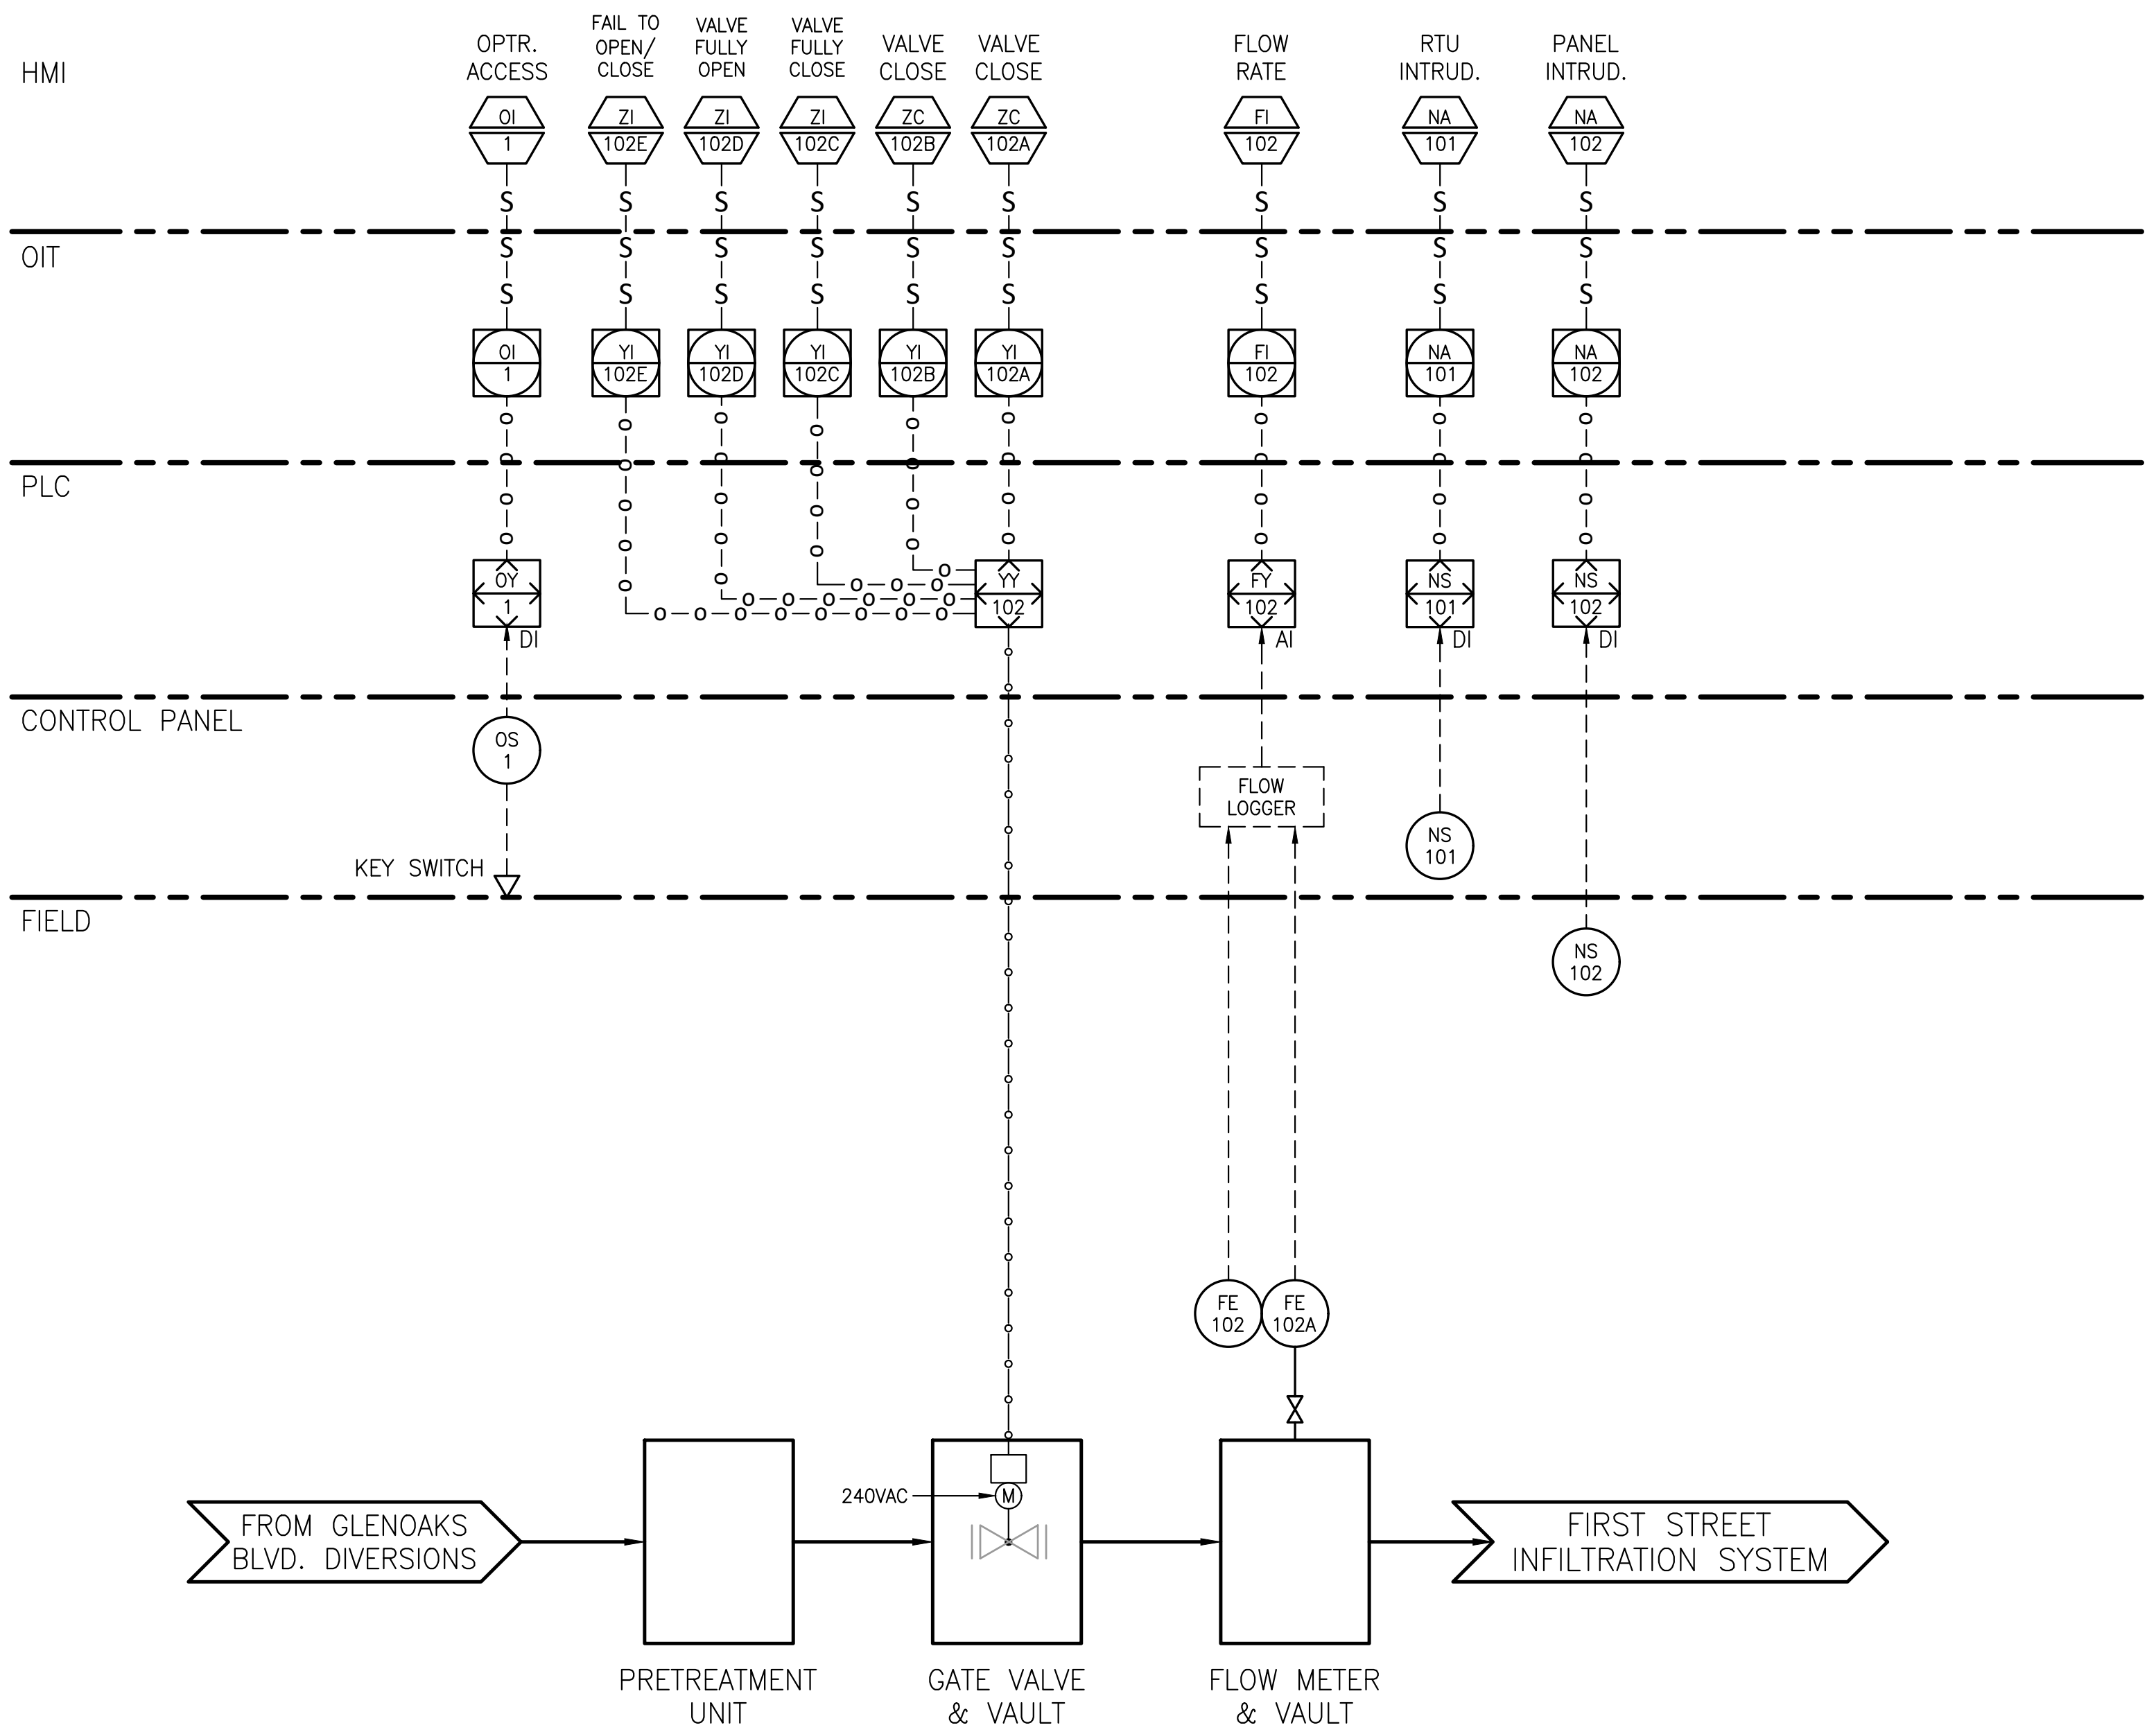 HMI
OPTR.
ACCESS
FAIL TO
OPEN/
CLOSE
VALVE
FULLY
OPEN
VALVE
FULLY
CLOSE
VALVE
CLOSE
VALVE
CLOSE
FLOW
RATE
RTU
INTRUD.
PANEL
INTRUD.
OI
1
ZI
102E
ZI
102D
ZI
102C
ZC
102B
ZC
102A
FI
102
NA
101
NA
102
S S S S S S S S S
OIT
S S S S S S S S S
S S S S S S S S S
OI
1
YI
102E
YI
102D
YI
102C
YI
102B
YI
102A
FI
102
NA
101
NA
102
PLC
OY
1
DI
YY
102
FY
102
AI
NS
101
DI
NS
102
DI
CONTROL PANEL
OS
1
FLOW
LOGGER
NS
101
KEY SWITCH
FIELD
NS
102
FE
102
FE
102A
240VAC
M
FROM GLENOAKS
BLVD. DIVERSIONS
FIRST STREET
INFILTRATION SYSTEM
PRETREATMENT
UNIT
GATE VALVE
& VAULT
FLOW METER
& VAULT